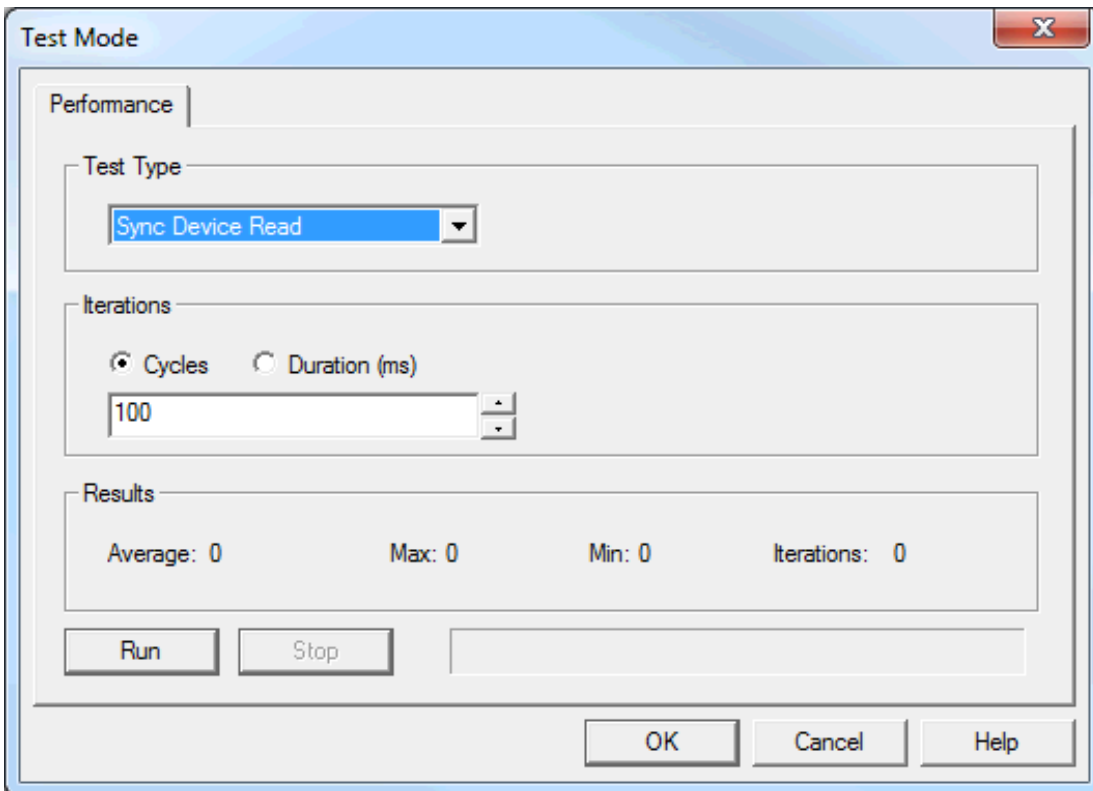 Test Mode
Performance
Test Type
Sync Device Read
Iterations
Cycles Duration (ms)
100
Results
Average: 0 Max: 0 Min: 0 Iterations: 0
Run Stop
OK Cancel Help